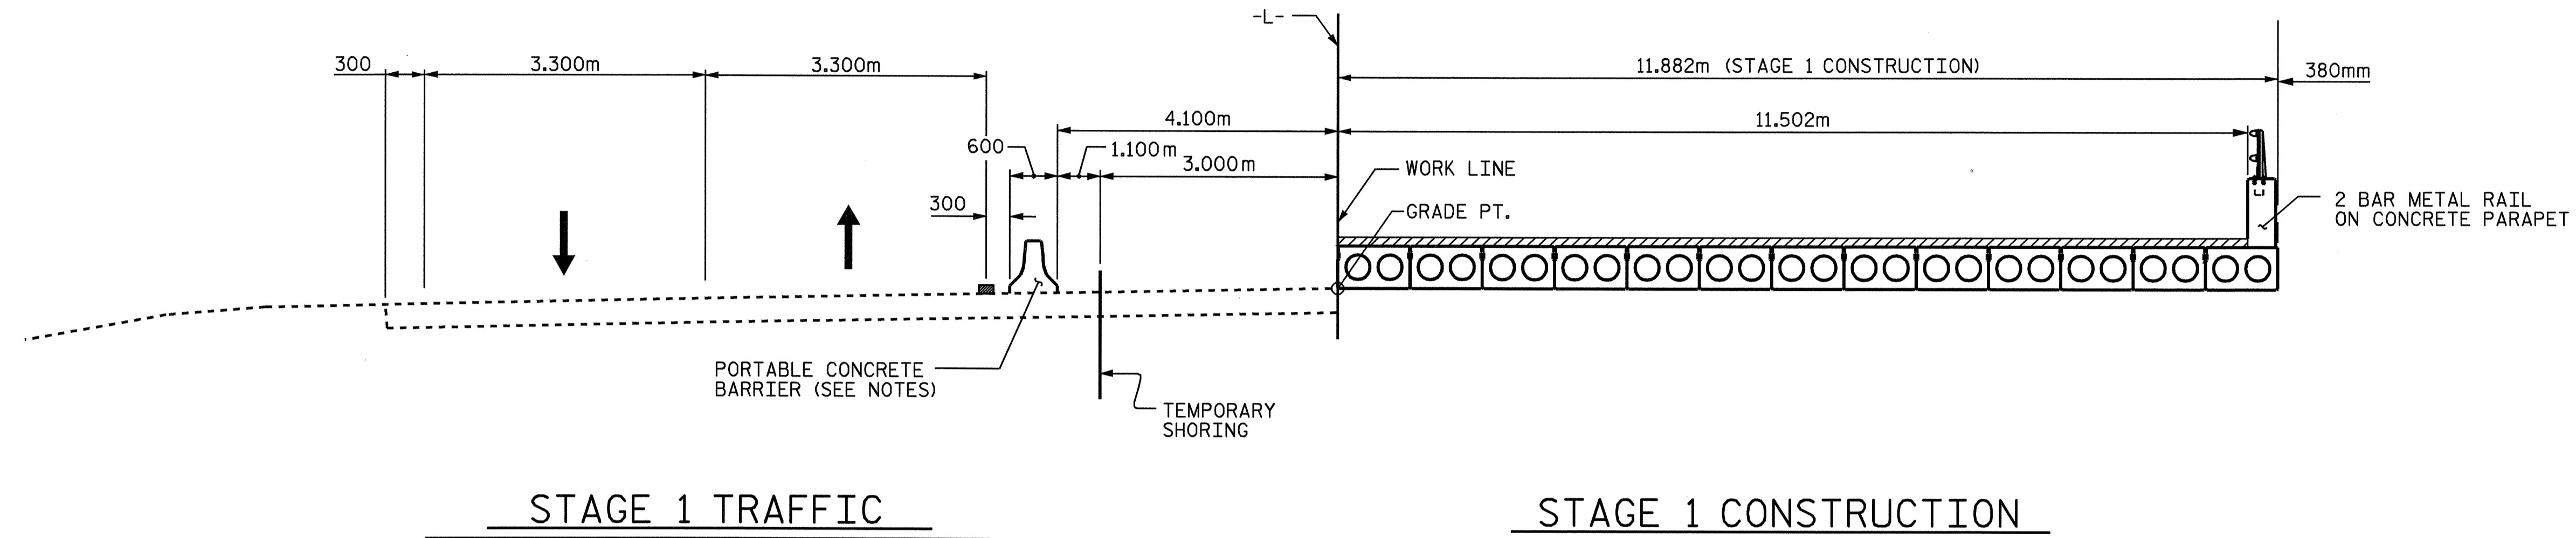 -L-
300
3.300m
3.300m
11.882m (STAGE 1 CONSTRUCTION)
380mm
4.100m
11.502m
600
1.100m
3.000m
WORK LINE
300
GRADE PT.
2 BAR METAL RAIL
ON CONCRETE PARAPET
PORTABLE CONCRETE
BARRIER (SEE NOTES)
TEMPORARY
SHORING
STAGE 1 TRAFFIC
STAGE 1 CONSTRUCTION